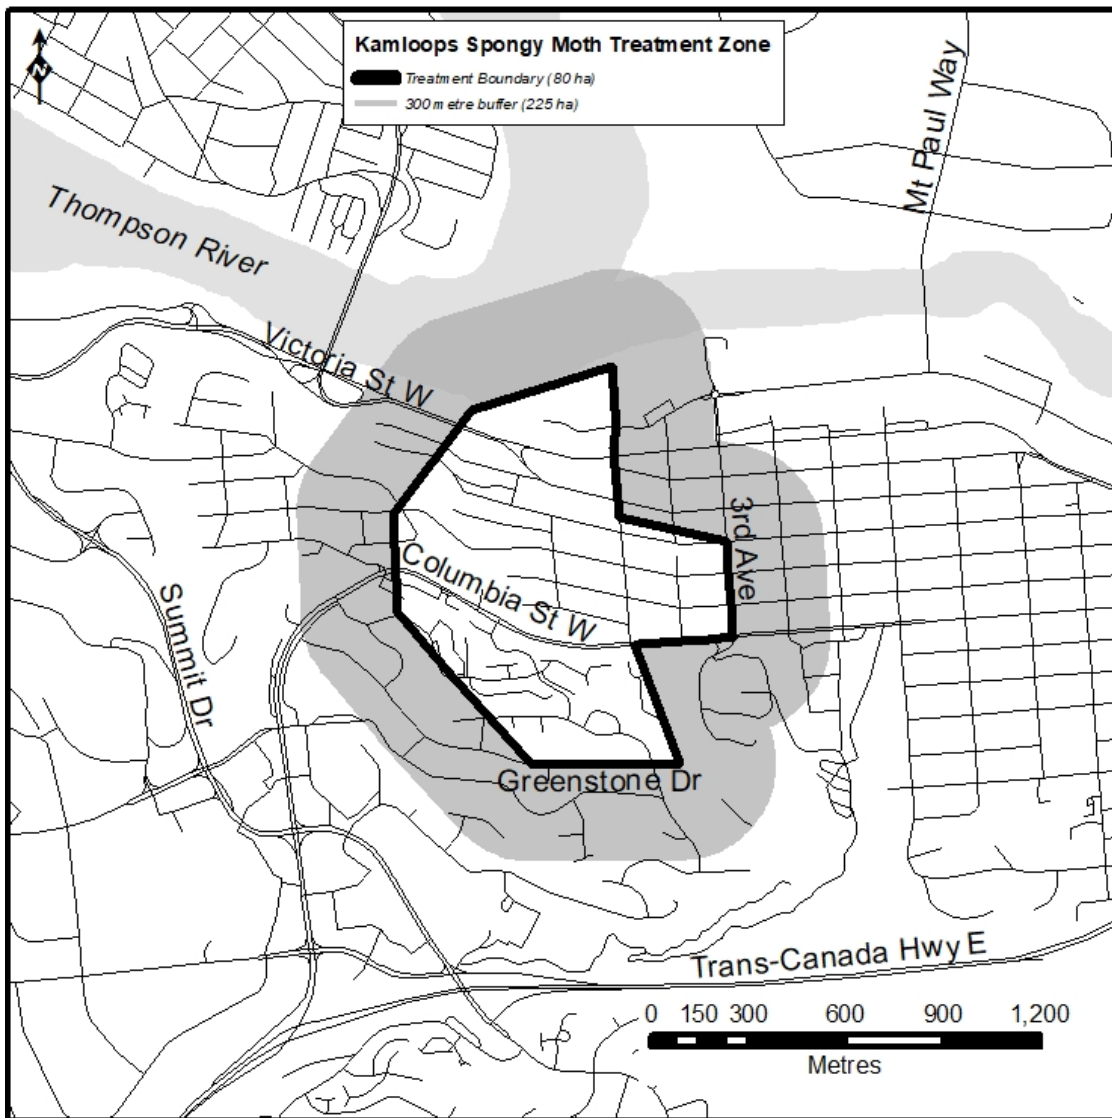 Kamloops Spongy Moth Treatment Zone
Treatment Boundary (80 ha)
300 metre buffer (225 ha)
N
Mt Paul Way
Thompson River
Victoria St W
3rd Ave
Columbia St W
Summit Dr
Greenstone Dr
Trans-Canada Hwy E
0 150 300 600 900 1,200
Metres